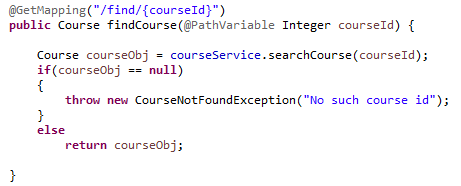 @GetMapping("/find/{courseId}")
public Course findCourse(@PathVariable Integer courseId) {
Course courseObj = courseService.searchCourse(courseId);
if(courseObj == null)
{
throw new CourseNotFoundException("No such course id");
}
else
return courseObj;
}